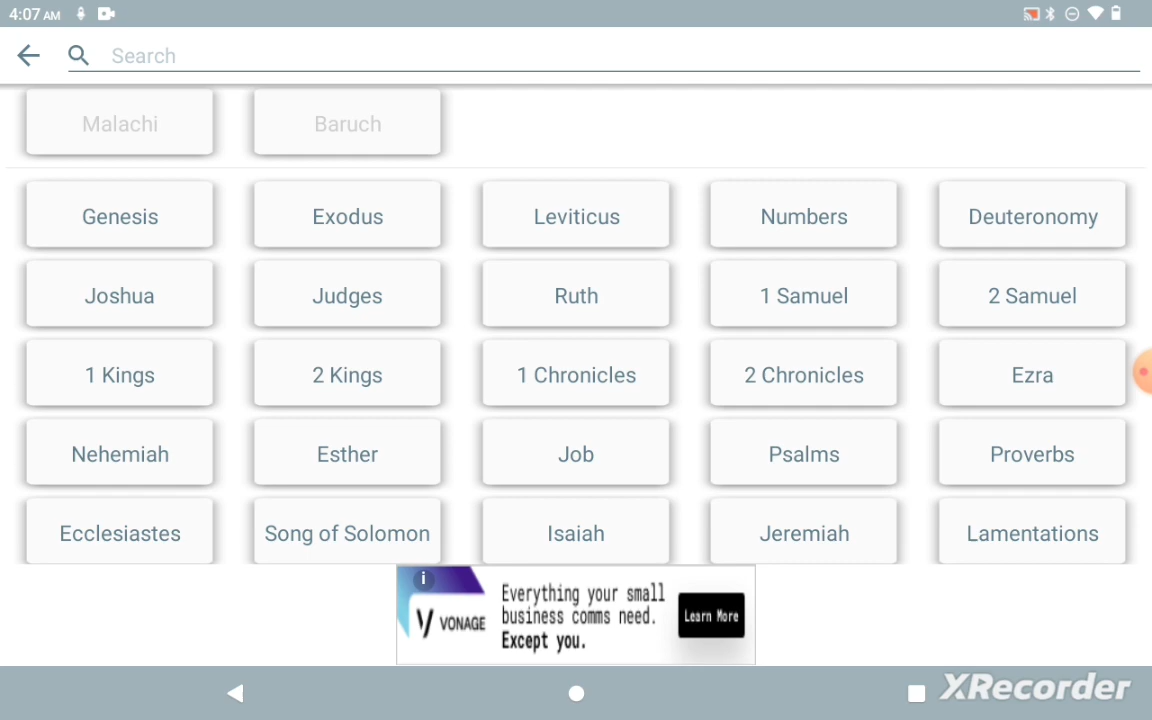 4:07 AM
Search
Malachi Baruch
Genesis Exodus Leviticus Numbers Deuteronomy
Joshua Judges Ruth 1 Samuel 2 Samuel
1 Kings 2 Kings 1 Chronicles 2 Chronicles Ezra
Nehemiah Esther Job Psalms Proverbs
Ecclesiastes Song of Solomon Isaiah Jeremiah Lamentations
i
VONAGE
Everything your small
business comms need.
Except you.
Learn More
XRecorder